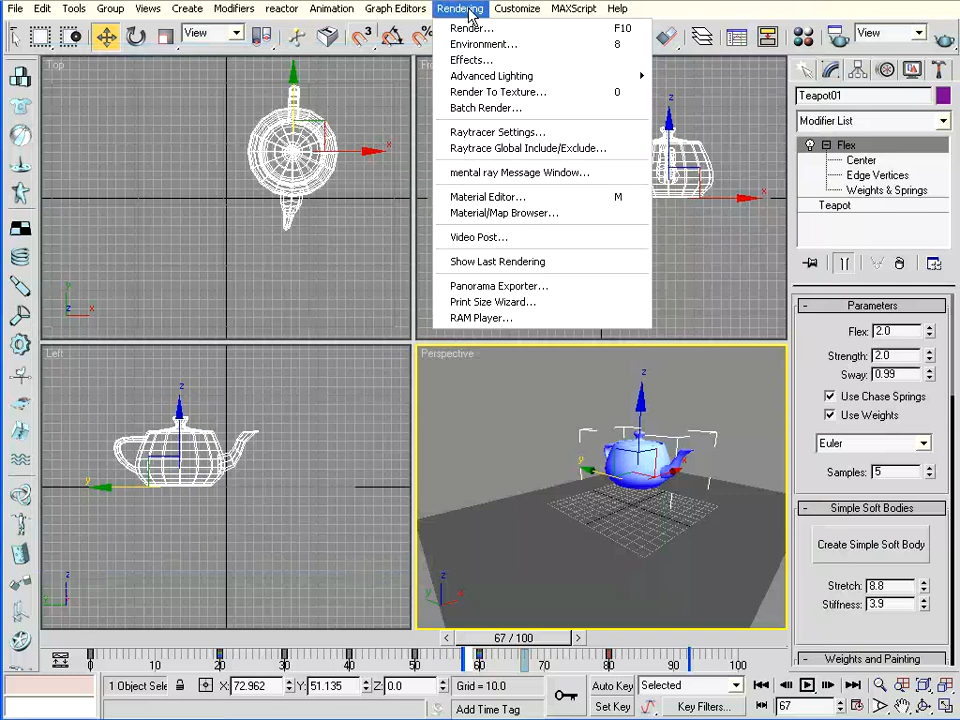 File Edit Tools Group Views Create Modifiers reactor Animation Graph Editors Rendering Customize MAXScript Help
View
View
Render... F10
Environment... 8
Effects...
Advanced Lighting
Render To Texture... 0
Batch Render...
Raytracer Settings...
Raytrace Global Include/Exclude...
mental ray Message Window...
Material Editor... M
Material/Map Browser...
Video Post...
Show Last Rendering
Panorama Exporter...
Print Size Wizard...
RAM Player...
Top
z
x
x
z
x
Left
z
y
Perspective
z
y
z
y
Teapot01
Modifier List
Flex
Center
Edge Vertices
Weights & Springs
Teapot
Parameters
Flex: 2.0
Strength: 2.0
Sway: 0.99
Use Chase Springs
Use Weights
Euler
Samples: 5
Simple Soft Bodies
Create Simple Soft Body
Stretch: 8.8
Stiffness: 3.9
Weights and Painting
67 / 100
0 10 20 30 40 50 60 70 80 90 100
1 Object Sele X: 72.962 Y: 51.135 Z: 0.0 Grid = 10.0 Auto Key Selected
Add Time Tag Set Key Key Filters... 67